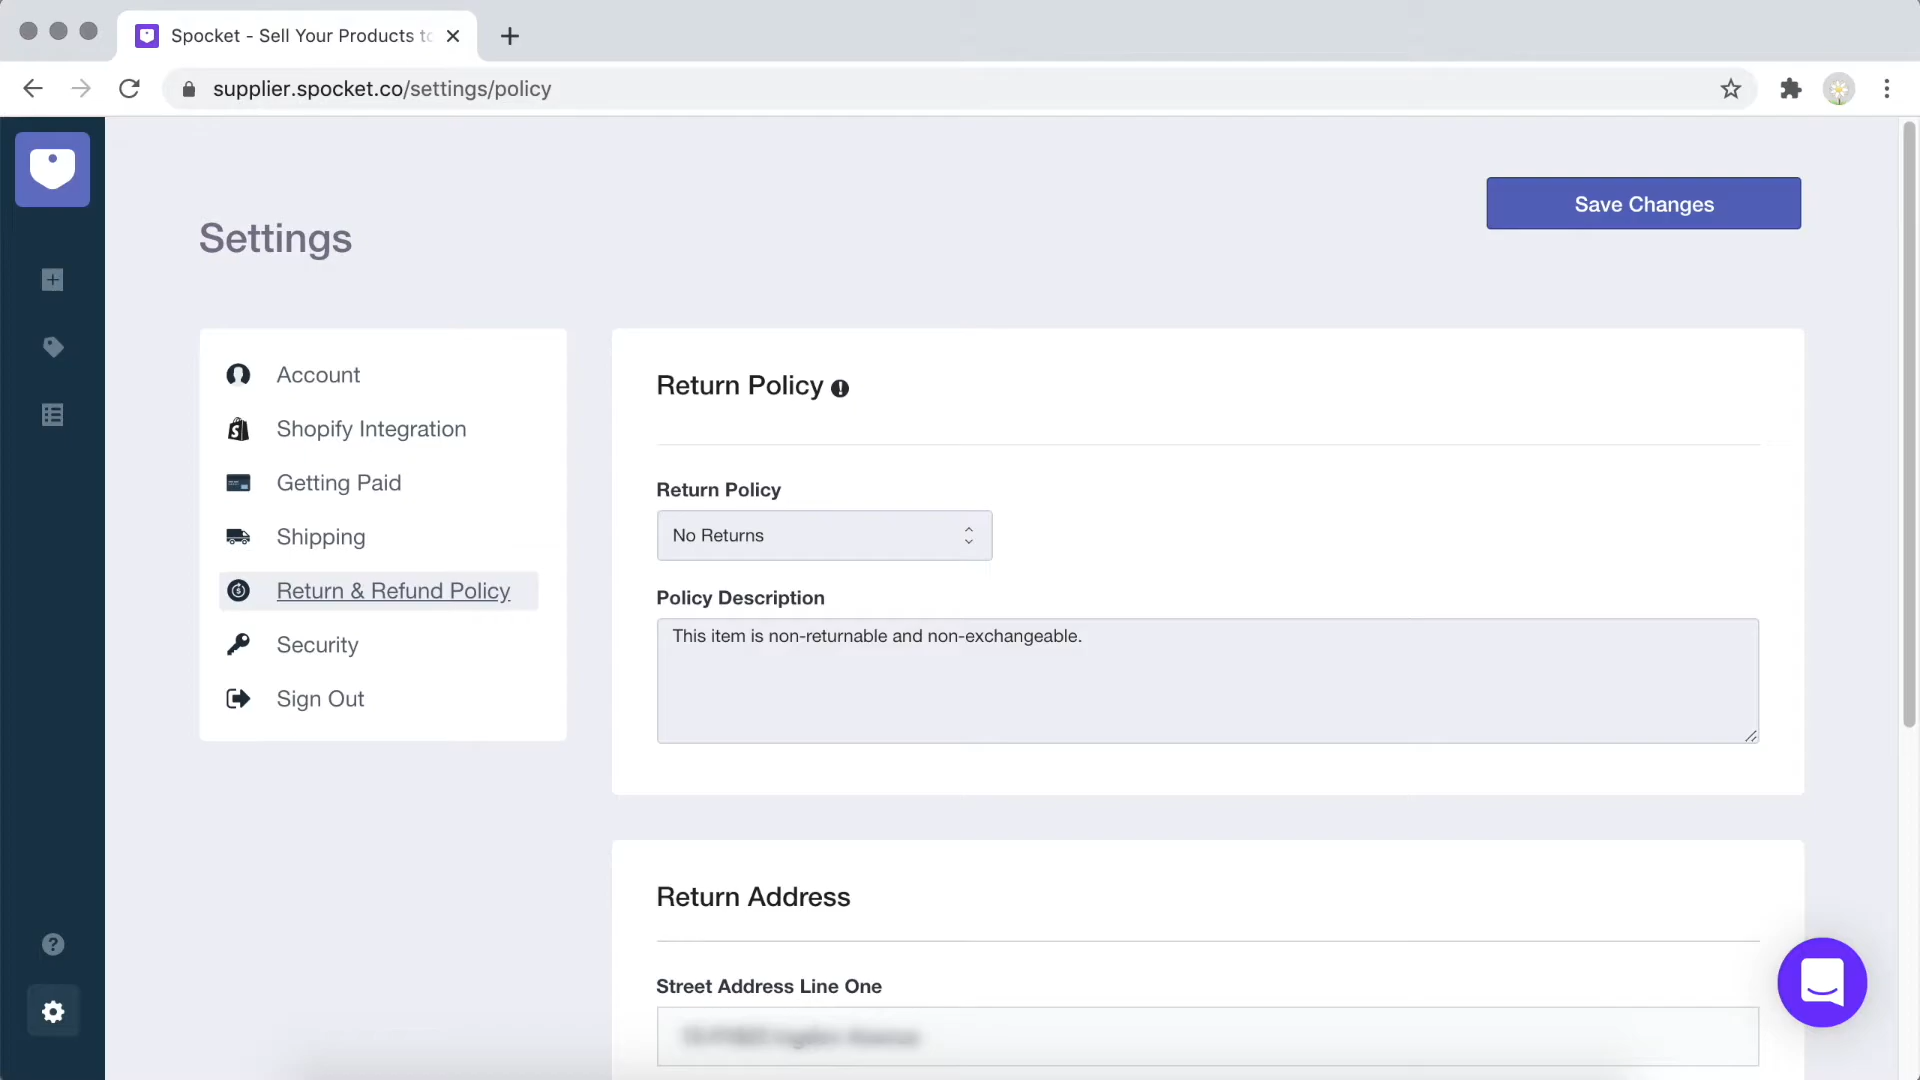 Spocket - Sell Your Products to
supplier.spocket.co/settings/policy
Save Changes
Settings
Account
Shopify Integration
Getting Paid
Shipping
Return & Refund Policy
Security
Sign Out
Return Policy
Return Policy
No Returns
Policy Description
This item is non-returnable and non-exchangeable.
Return Address
Street Address Line One